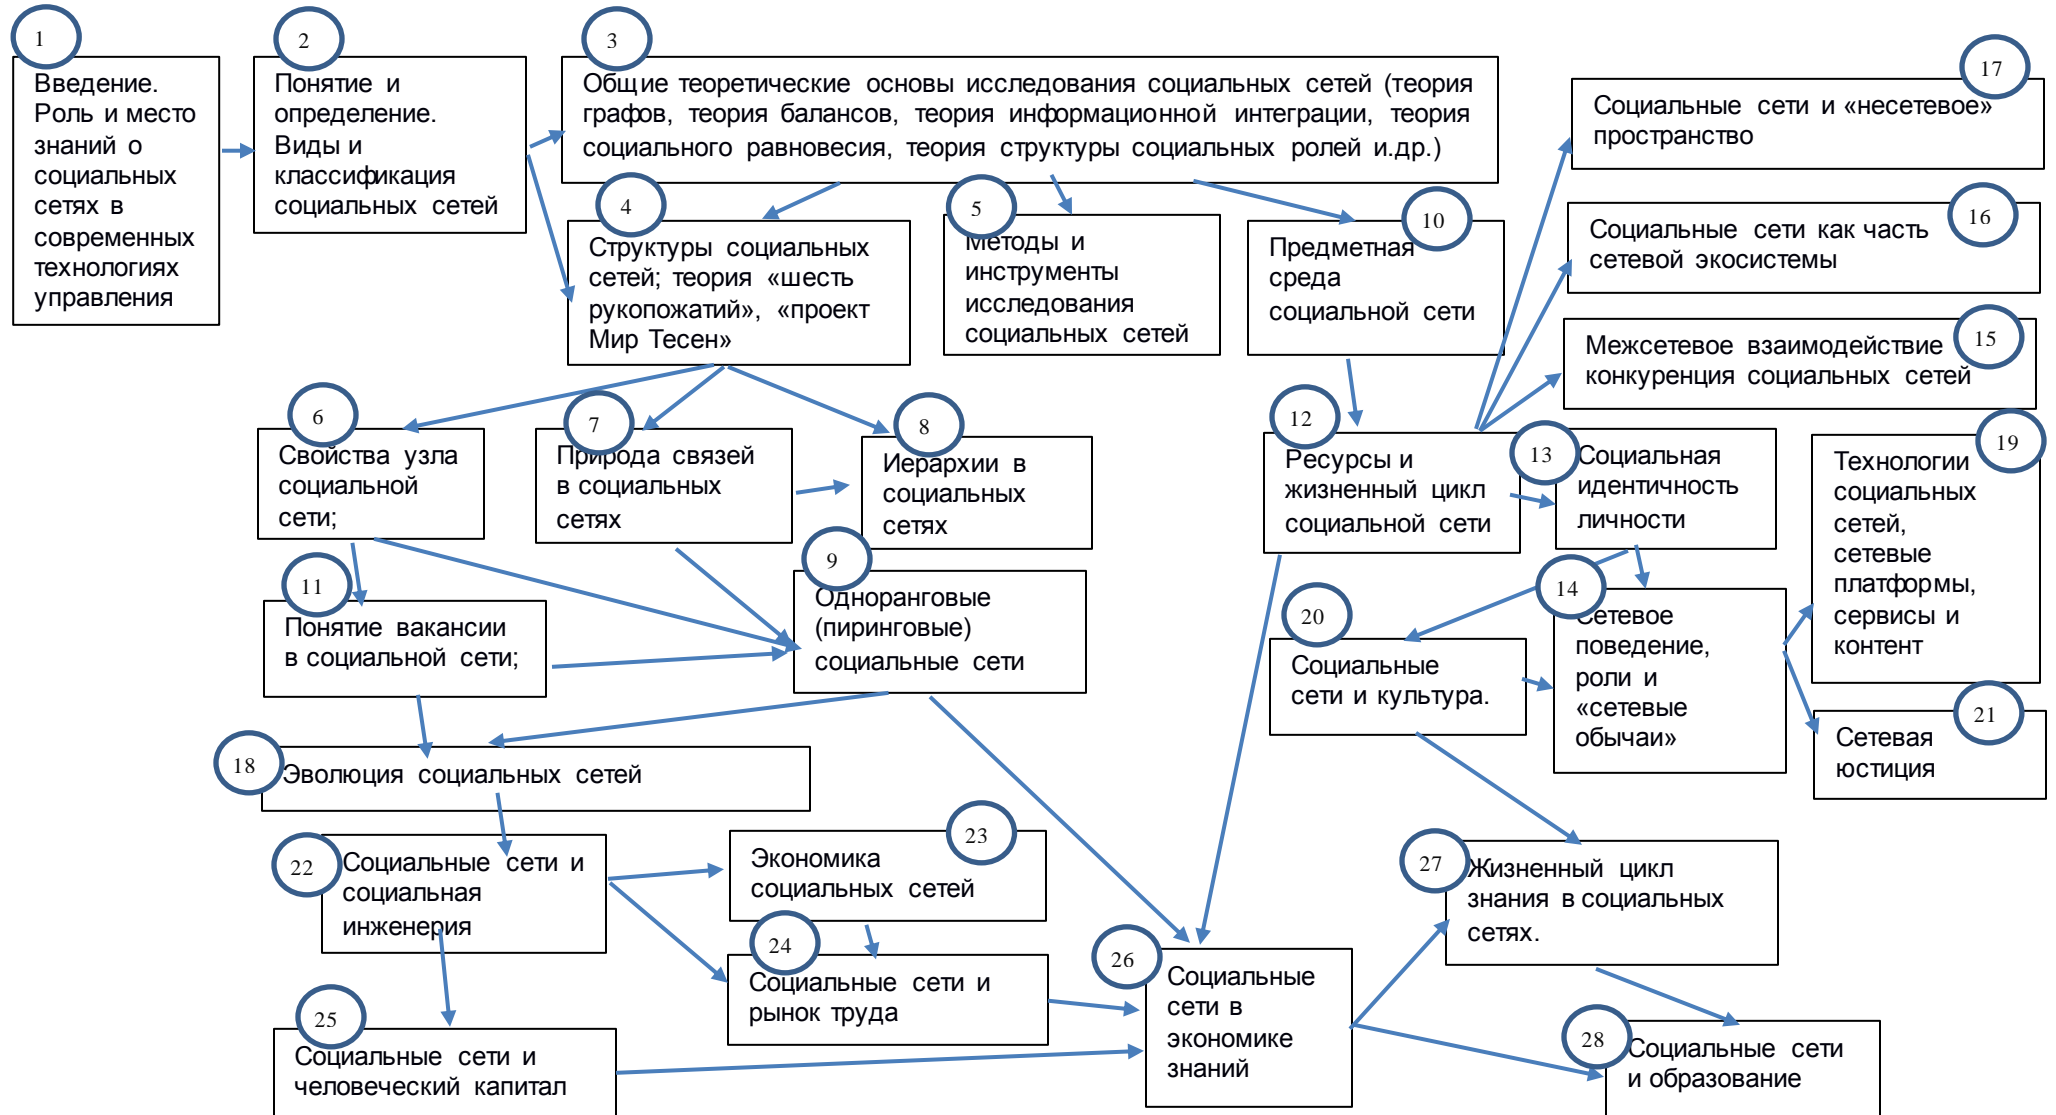 1
Введение.
Роль и место
знаний о
социальных
сетях в
современных
технологиях
управления
2
Понятие и
определение.
Виды и
классификация
социальных сетей
3
Общие теоретические основы исследования социальных сетей (теория
графов, теория балансов, теория информационной интеграции, теория
социального равновесия, теория структуры социальных ролей и.др.)
17
Социальные сети и «несетевое»
пространство
4
Структуры социальных
сетей; теория «шесть
рукопожатий», «проект
Мир Тесен»
5
Методы и
инструменты
исследования
социальных сетей
10
Предметная
среда
социальной сети
16
Социальные сети как часть
сетевой экосистемы
15
Межсетевое взаимодействие
конкуренция социальных сетей
6
Свойства узла
социальной
сети;
7
Природа связей
в социальных
сетях
8
Иерархии в
социальных
сетях
12
Ресурсы и
жизненный цикл
социальной сети
13
Социальная
идентичность
личности
19
Технологии
социальных
сетей,
сетевые
платформы,
сервисы и
контент
11
Понятие вакансии
в социальной сети;
9
Одноранговые
(пиринговые)
социальные сети
20
Социальные
сети и культура.
14
Сетевое
поведение,
роли и
«сетевые
обычаи»
21
Сетевая
юстиция
18
Эволюция социальных сетей
22
Социальные сети и
социальная
инженерия
23
Экономика
социальных сетей
24
Социальные сети и
рынок труда
25
Социальные сети и
человеческий капитал
26
Социальные
сети в
экономике
знаний
27
Жизненный цикл
знания в социальных
сетях.
28
Социальные сети
и образование